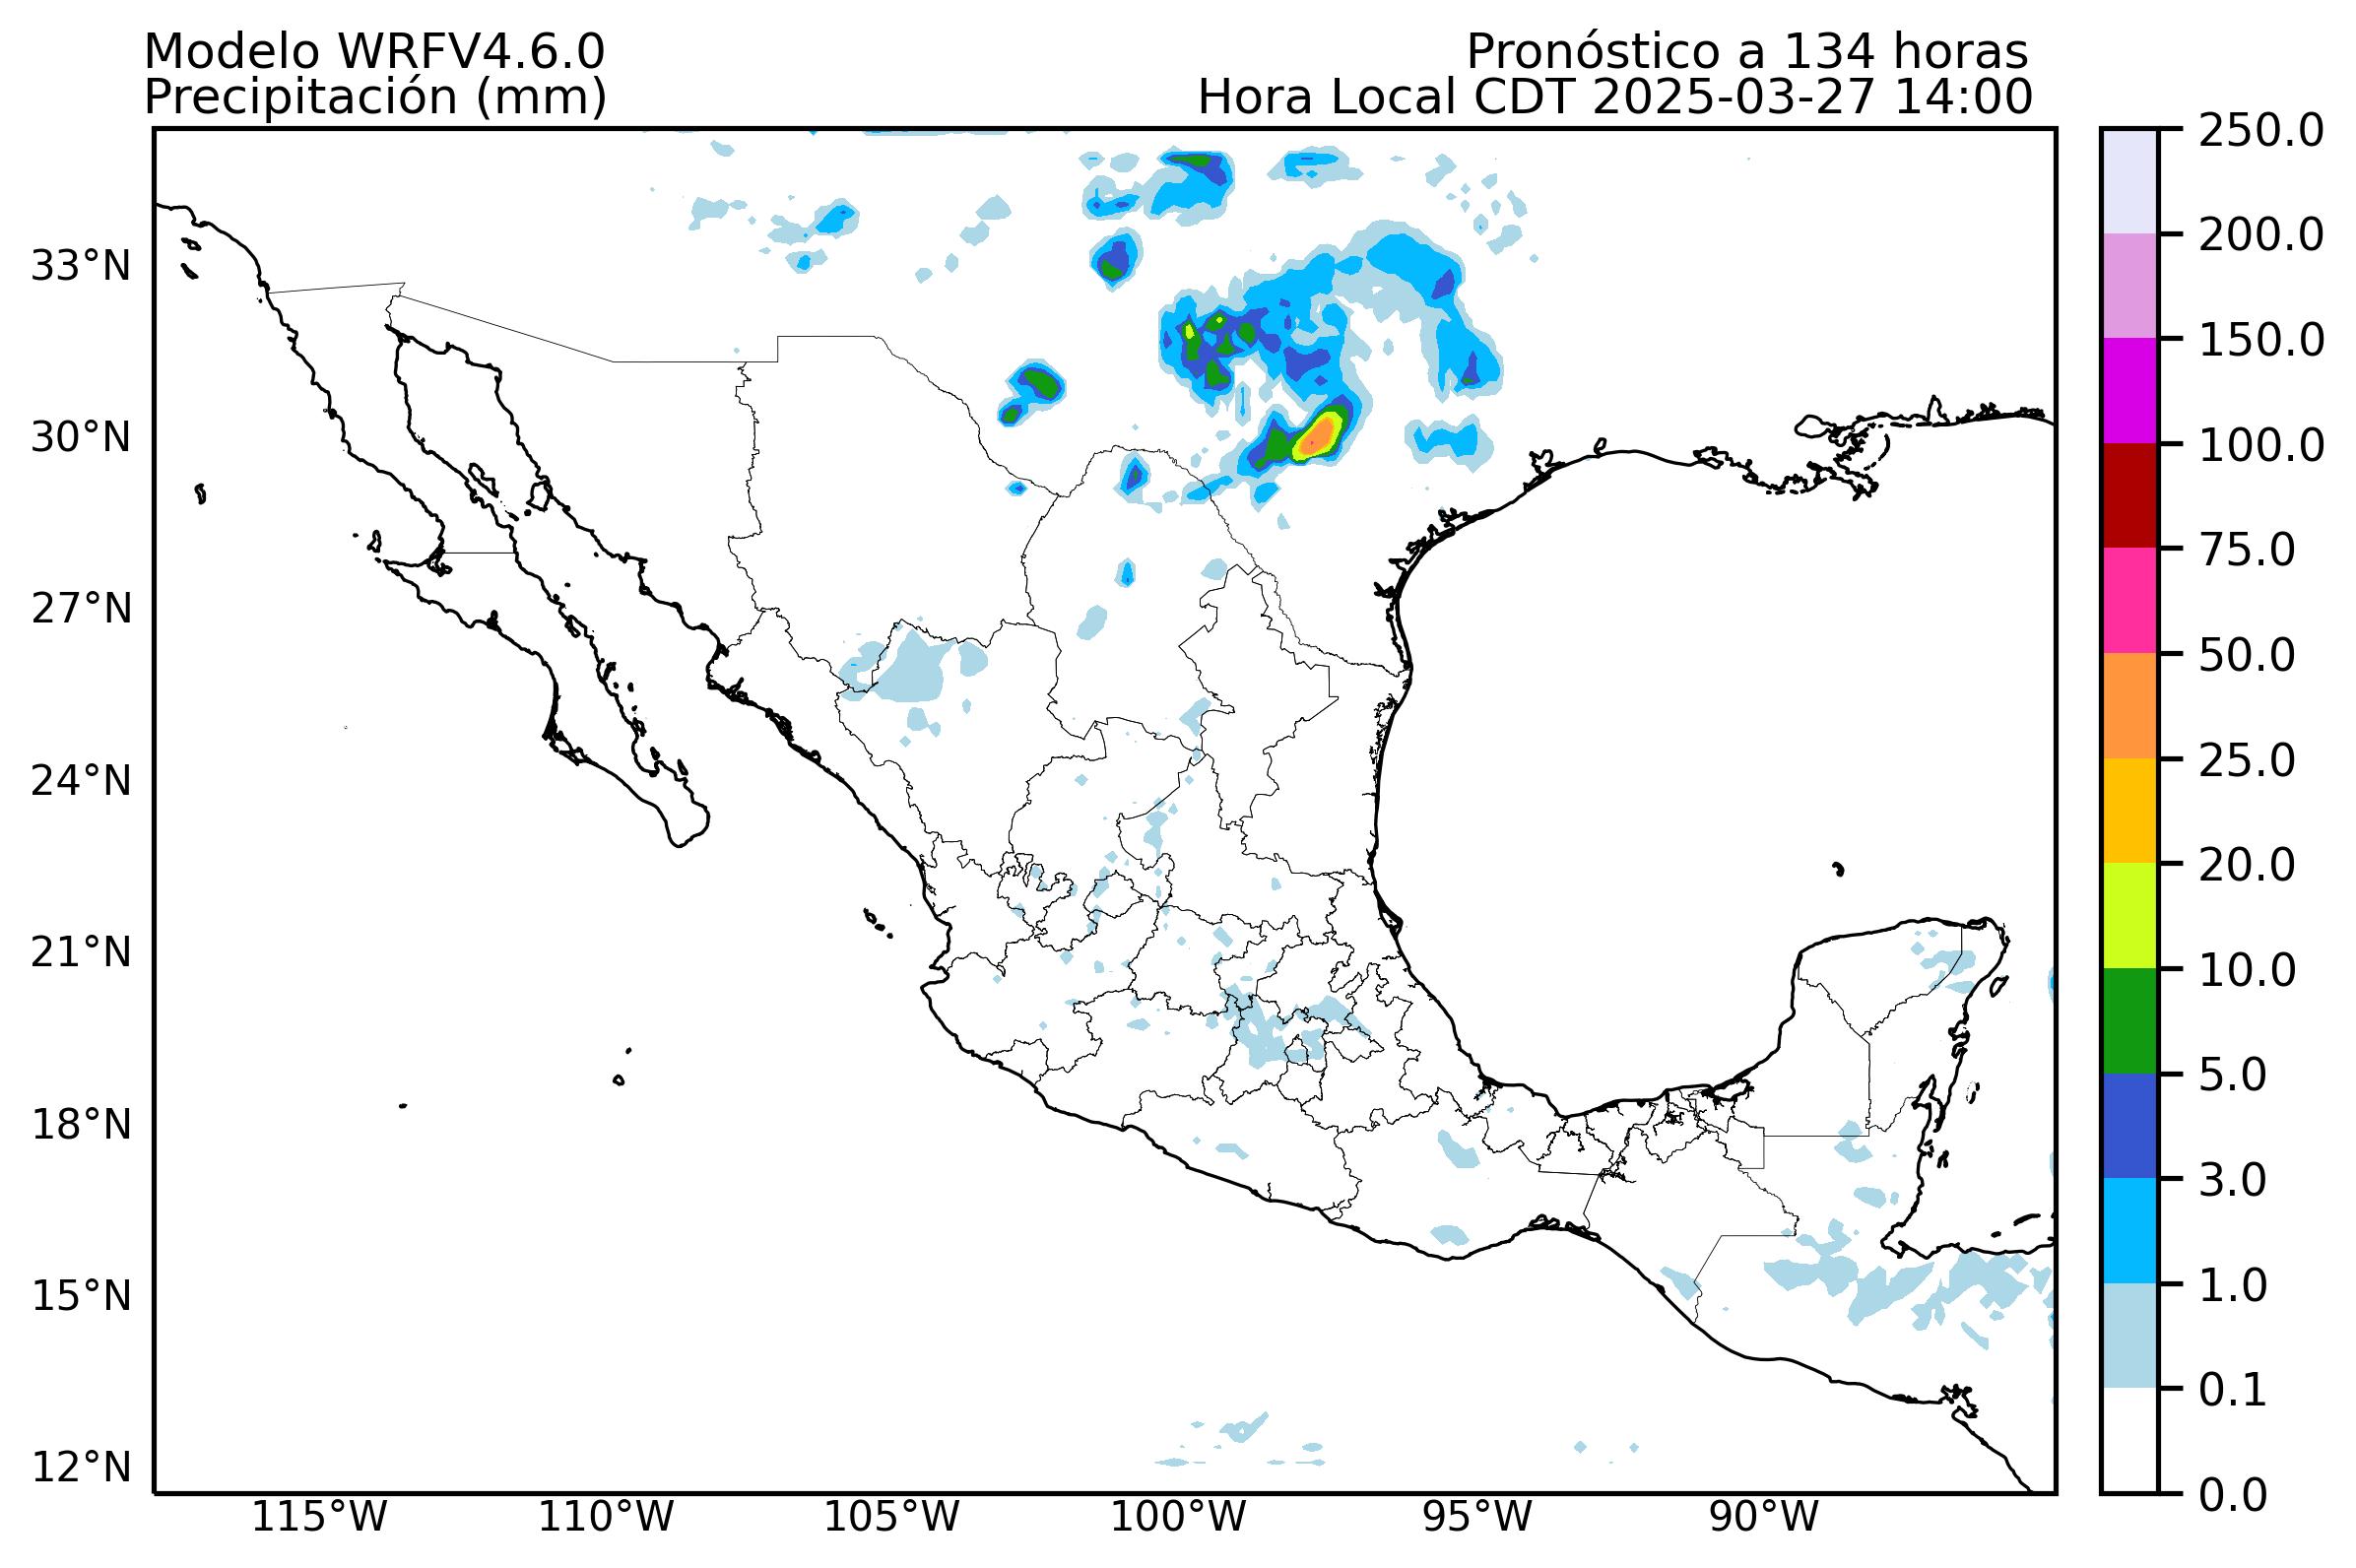 Modelo WRFV4.6.0
Precipitación (mm)
Pronóstico a 134 horas
Hora Local CDT 2025-03-27 14:00
33°N
30°N
27°N
24°N
21°N
18°N
15°N
12°N
115°W
110°W
105°W
100°W
95°W
90°W
250.0
200.0
150.0
100.0
75.0
50.0
25.0
20.0
10.0
5.0
3.0
1.0
0.1
0.0